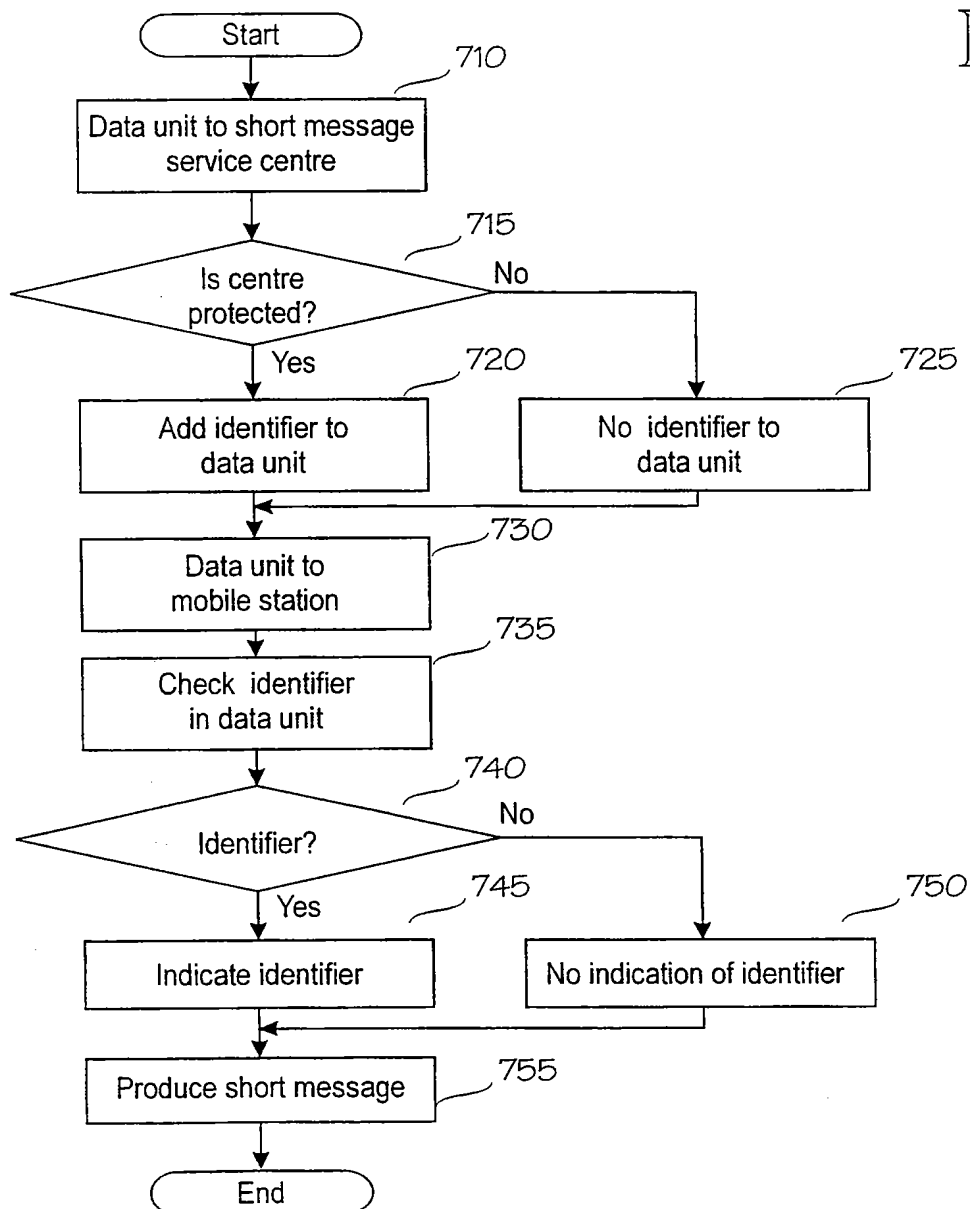 Start
710
Data unit to short message
service centre
715
Is centre
protected?
No
Yes
720
725
Add identifier to
data unit
No identifier to
data unit
730
Data unit to
mobile station
735
Check identifier
in data unit
740
Identifier?
No
Yes
745
750
Indicate identifier
No indication of identifier
755
Produce short message
End